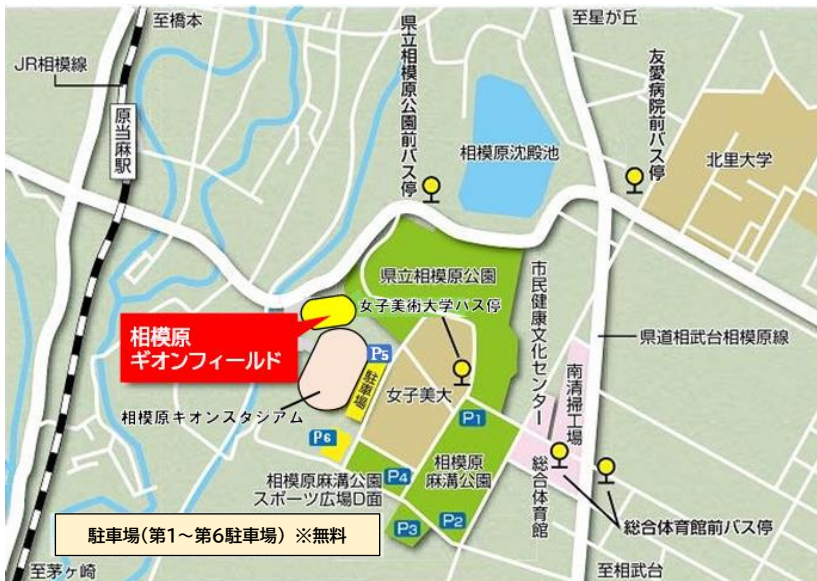 至橋本
至星が丘
JR相模線
県立相模原公園前バス停
友愛病院前バス停
原当麻駅
相模原沈殿池
北里大学
県立相模原公園
女子美術大学バス停
市民健康文化センター
相模原
ギオンフィールド
県道相武台相模原線
P5
駐車場
女子美大
南清掃工場
相模原ギオンスタジアム
P1
P6
相模原麻溝公園
スポーツ広場D面
P4
相模原
麻溝公園
総合体育館
P3
P2
総合体育館前バス停
駐車場(第1～第6駐車場) ※無料
至茅ヶ崎
至相武台